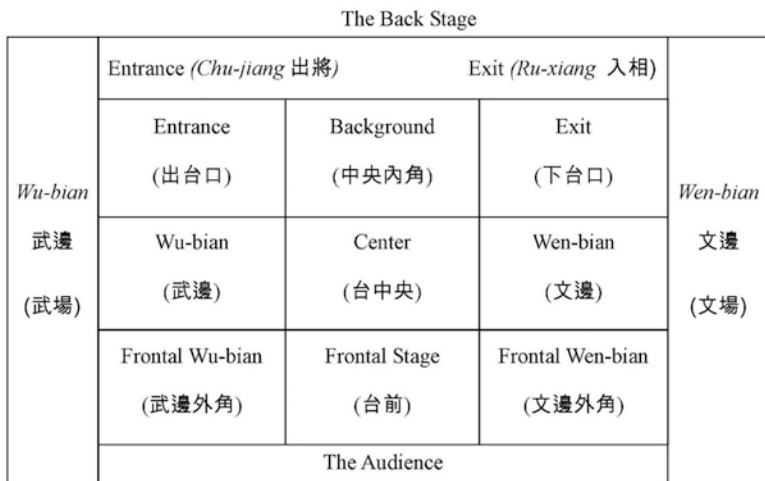 The Back Stage
Entrance (Chu-jiang 出將)
Exit (Ru-xiang 入相)
Wu-bian
武邊
(武場)
Entrance
(出台口)
Background
(中央內角)
Exit
(下台口)
Wu-bian
(武邊)
Center
(台中央)
Wen-bian
(文邊)
Frontal Wu-bian
(武邊外角)
Frontal Stage
(台前)
Frontal Wen-bian
(文邊外角)
Wen-bian
文邊
(文場)
The Audience